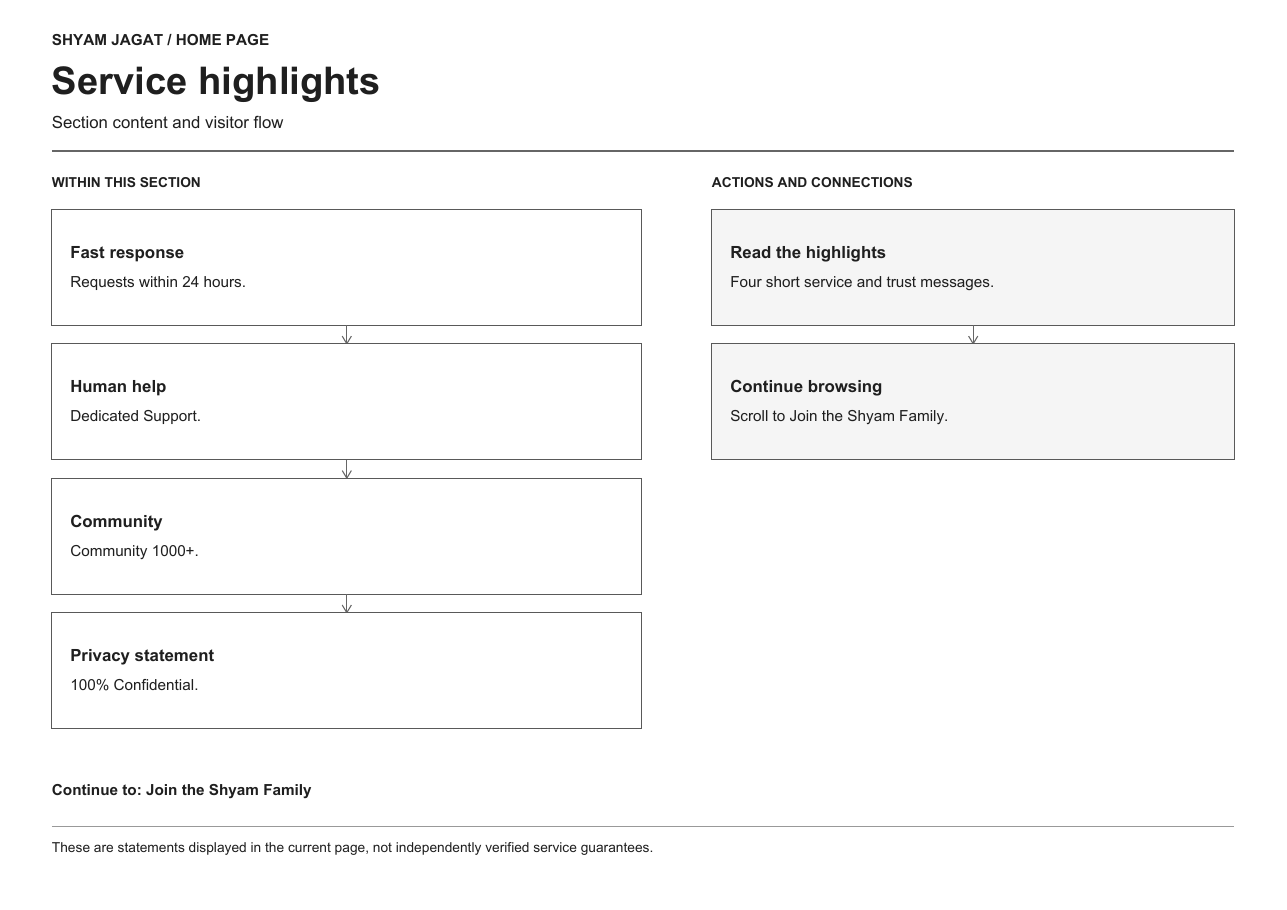 SHYAM JAGAT / HOME PAGE
Service highlights
Section content and visitor flow
WITHIN THIS SECTION
Fast response
Requests within 24 hours.
Human help
Dedicated Support.
Community
Community 1000+.
Privacy statement
100% Confidential.
ACTIONS AND CONNECTIONS
Read the highlights
Four short service and trust messages.
Continue browsing
Scroll to Join the Shyam Family.
Continue to: Join the Shyam Family
These are statements displayed in the current page, not independently verified service guarantees.